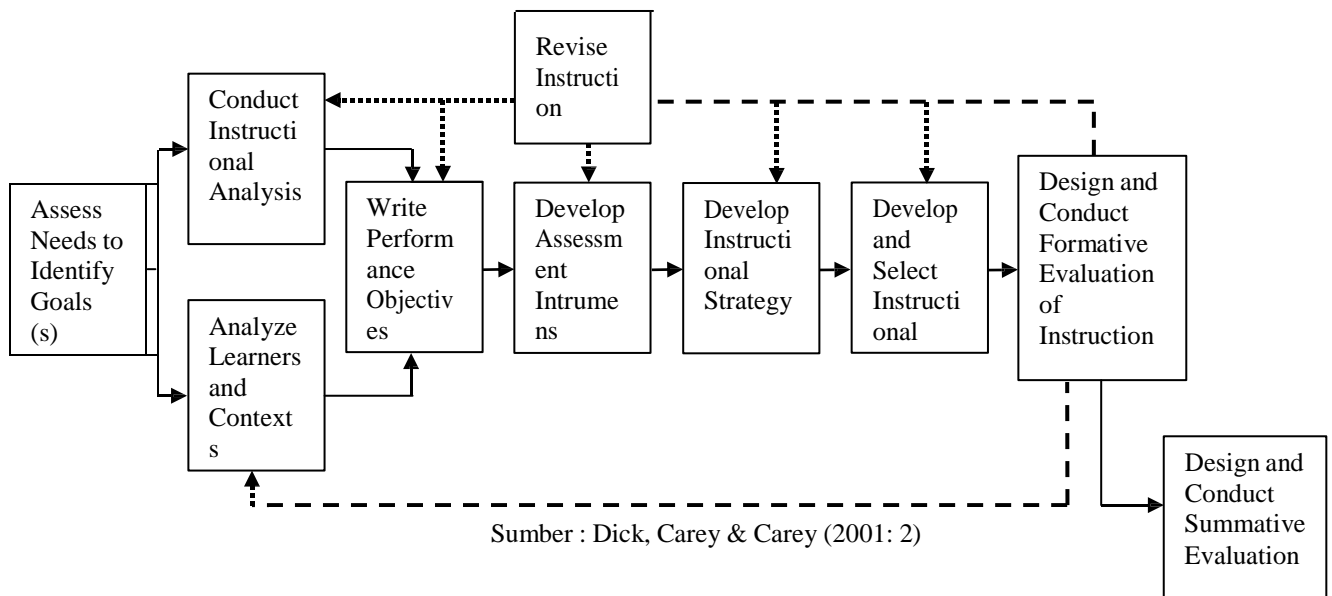 Revise
Instructi
on
Conduct
Instructi
onal
Analysis
Assess
Needs to
Identify
Goals
(s)
Analyze
Learners
and
Context
s
Write
Perform
ance
Objectiv
es
Develop
Assessm
ent
Intrumen
s
Develop
Instructi
onal
Strategy
Develop
and
Select
Instructi
onal
Design and
Conduct
Formative
Evaluation
of
Instruction
Design and
Conduct
Summative
Evaluation
Sumber : Dick, Carey & Carey (2001: 2)